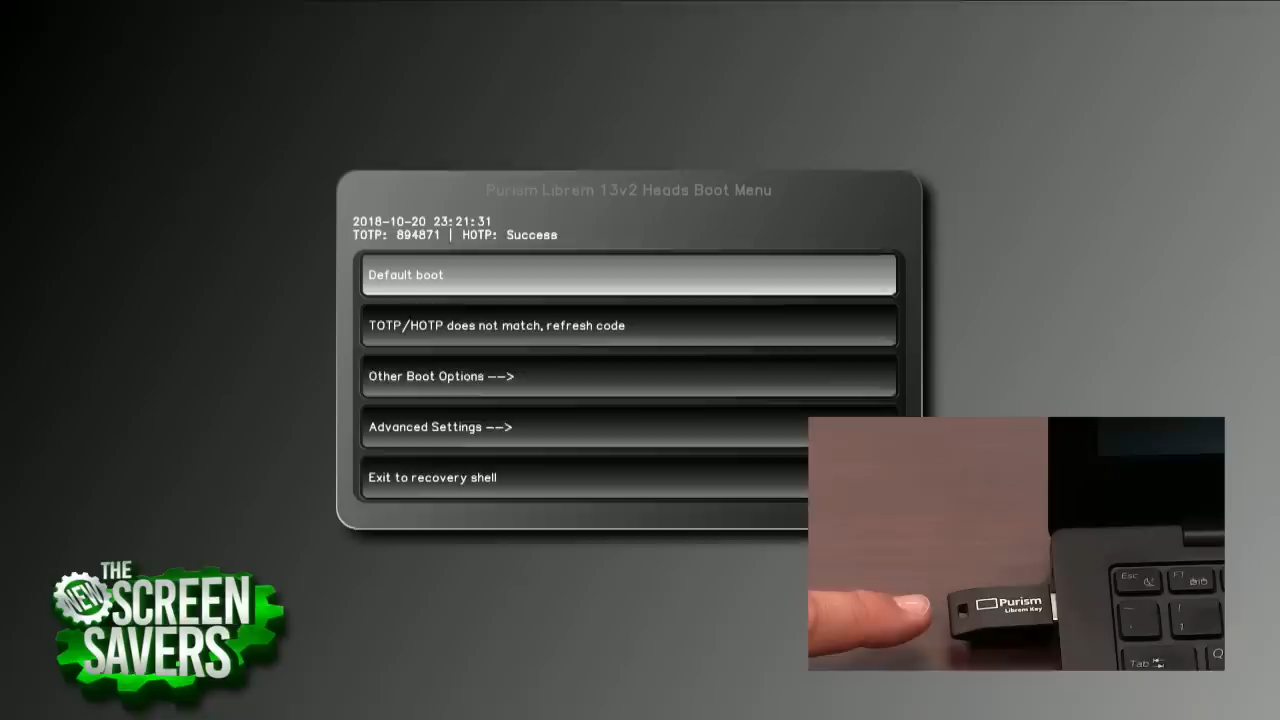 Purism Librem 13v2 Heads Boot Menu
2018-10-20 23:21:31
TOTP: 894871 | HOTP: Success
Default boot
TOTP/HOTP does not match, refresh code
Other Boot Options -->
Advanced Settings -->
Exit to recovery shell
THE
NEW SCREEN
SAVERS
Purism
Librem Key
Esc
F7
Tab
Q